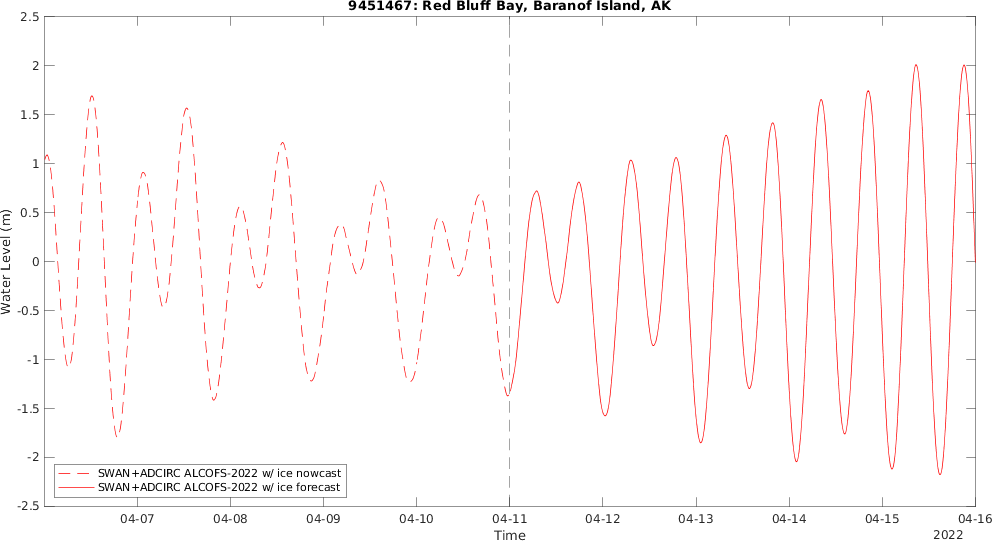 9451467: Red Bluff Bay, Baranof Island, AK
2.5
2
1.5
1
0.5
0
-0.5
-1
-1.5
-2
-2.5
Water Level (m)
SWAN+ADCIRC ALCOFS-2022 w/ ice nowcast
SWAN+ADCIRC ALCOFS-2022 w/ ice forecast
04-07 04-08 04-09 04-10 04-11 04-12 04-13 04-14 04-15 04-16
Time
2022